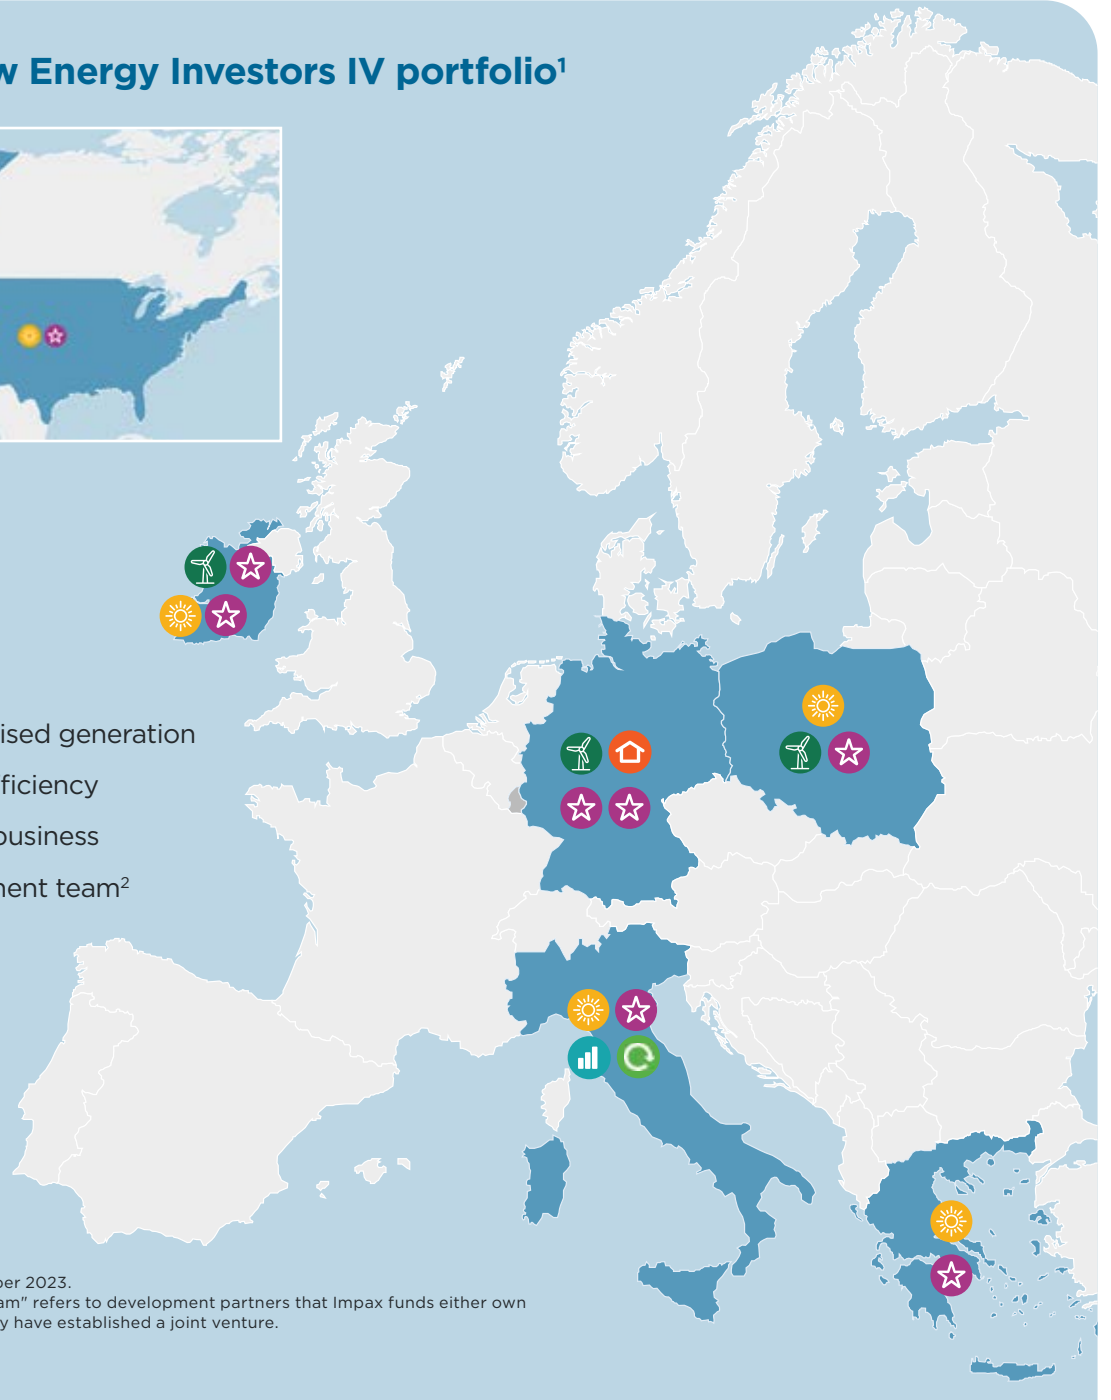 w Energy Investors IV portfolio¹
ised generation
ficiency
business
nent team²
ber 2023.
am" refers to development partners that Impax funds either own
y have established a joint venture.